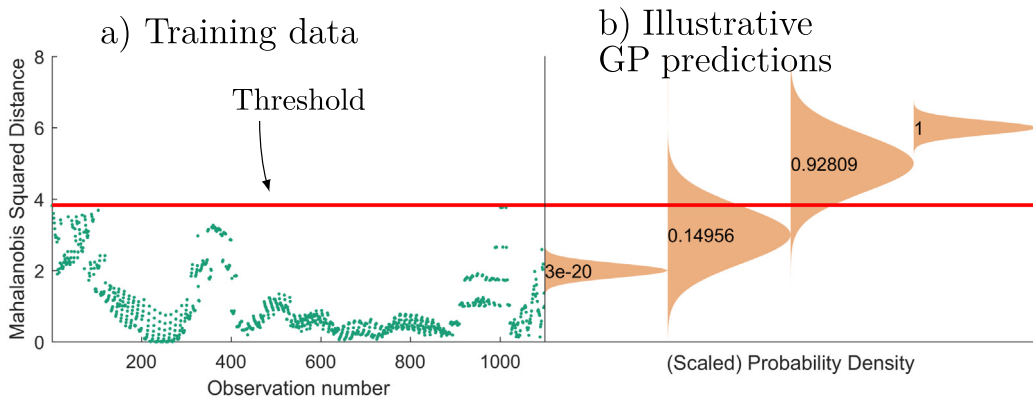 a) Training data
b) Illustrative
GP predictions
Threshold
Mahalanobis Squared Distance
8
6
4
2
0
200
400
600
800
1000
Observation number
3e-20
0.14956
0.92809
1
(Scaled) Probability Density